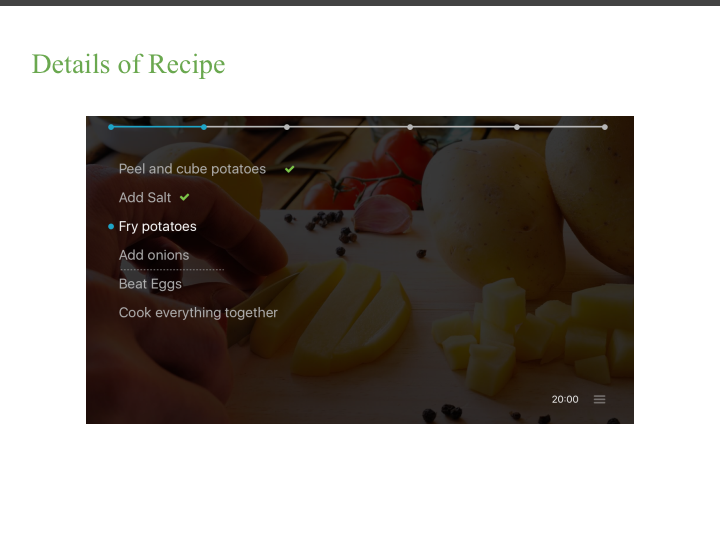 Details of Recipe
Peel and cube potatoes
Add Salt
Fry potatoes
Add onions
Beat Eggs
Cook everything together
20:00